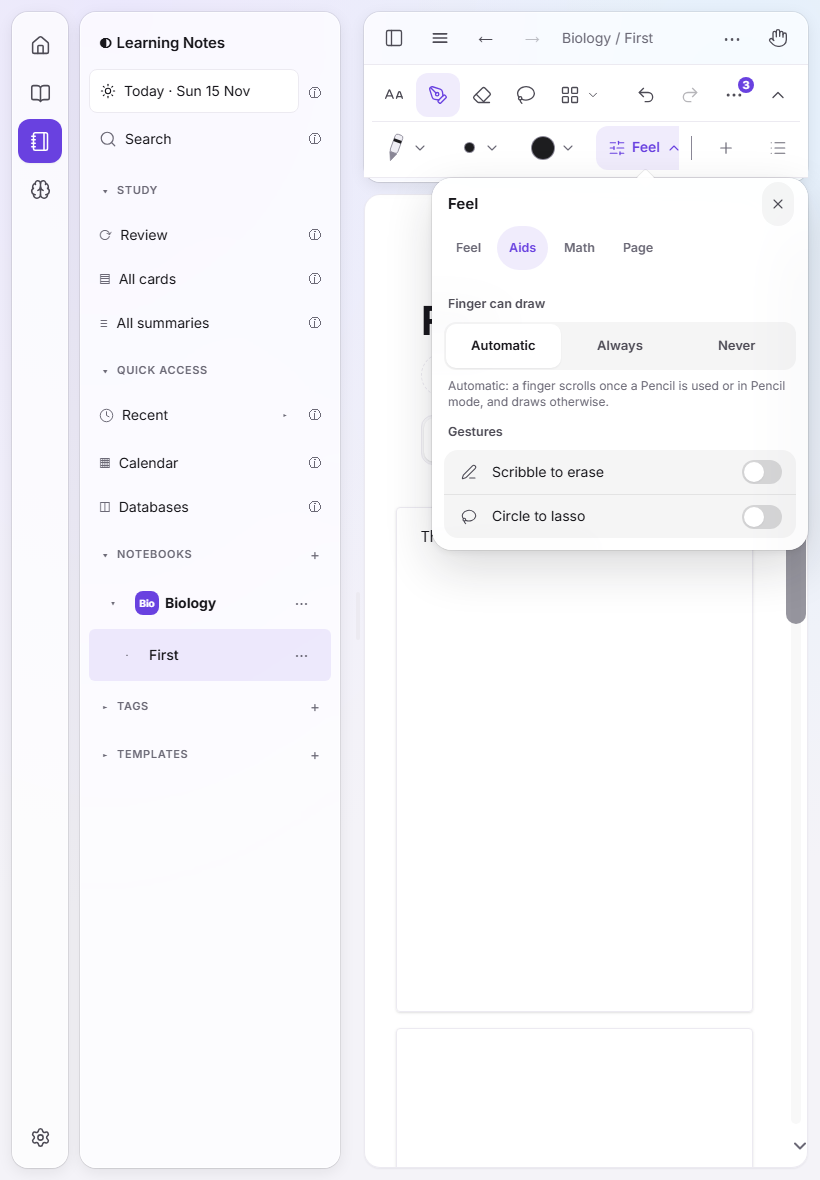 Learning Notes
Today · Sun 15 Nov
Search
STUDY
Review
All cards
All summaries
QUICK ACCESS
Recent
Calendar
Databases
NOTEBOOKS
Bio Biology
First
TAGS
TEMPLATES
Biology / First
AA
3
Feel
Feel
Feel Aids Math Page
Finger can draw
Automatic Always Never
Automatic: a finger scrolls once a Pencil is used or in Pencil
mode, and draws otherwise.
Gestures
Scribble to erase
Circle to lasso